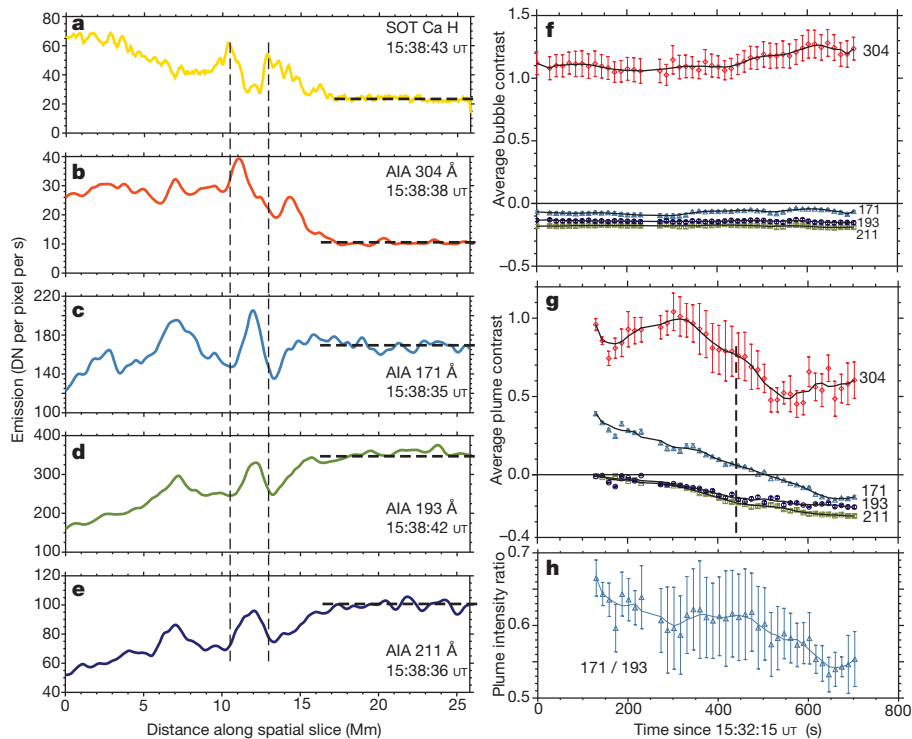 a
SOT Ca H
15:38:43 UT
80
60
40
20
0
b
AIA 304 Å
15:38:38 UT
40
30
20
10
0
c
AIA 171 Å
15:38:35 UT
220
180
140
100
d
AIA 193 Å
15:38:42 UT
400
300
200
100
e
AIA 211 Å
15:38:36 UT
120
100
80
60
40
0 5 10 15 20 25
Distance along spatial slice (Mm)
Emission (DN per pixel per s)
f
304
171
193
211
1.5
1.0
0.5
0.0
−0.5
0 200 400 600 800
Average bubble contrast
g
304
171
193
211
1.0
0.5
0.0
−0.4
Average plume contrast
h
171 / 193
0.7
0.6
0.5
Plume intensity ratio
0 200 400 600 800
Time since 15:32:15 UT (s)